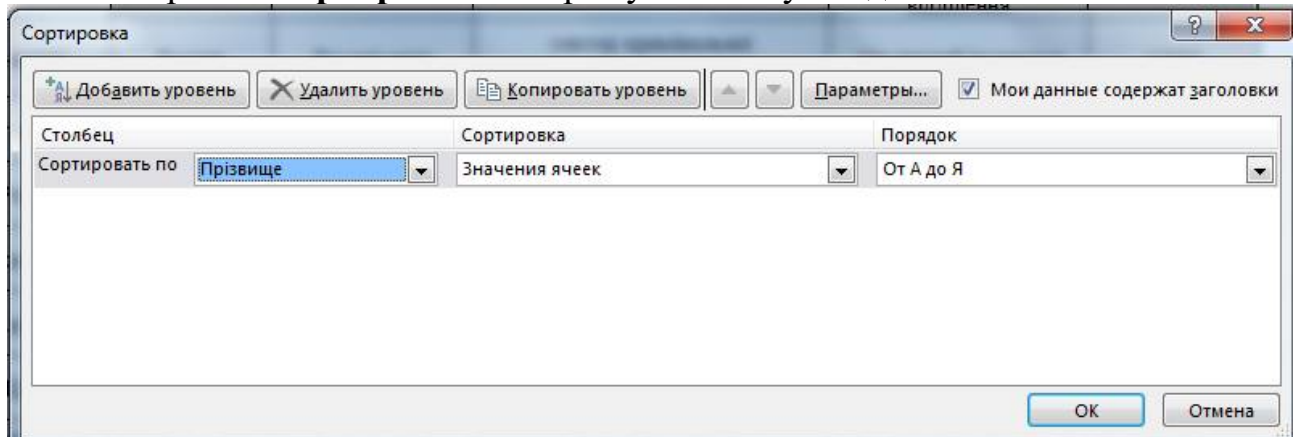 Сортировка
Добавить уровень Удалить уровень Копировать уровень Параметры... Мои данные содержат заголовки
Столбец Сортировка Порядок
Сортировать по Прізвище Значения ячеек От А до Я
ОК Отмена